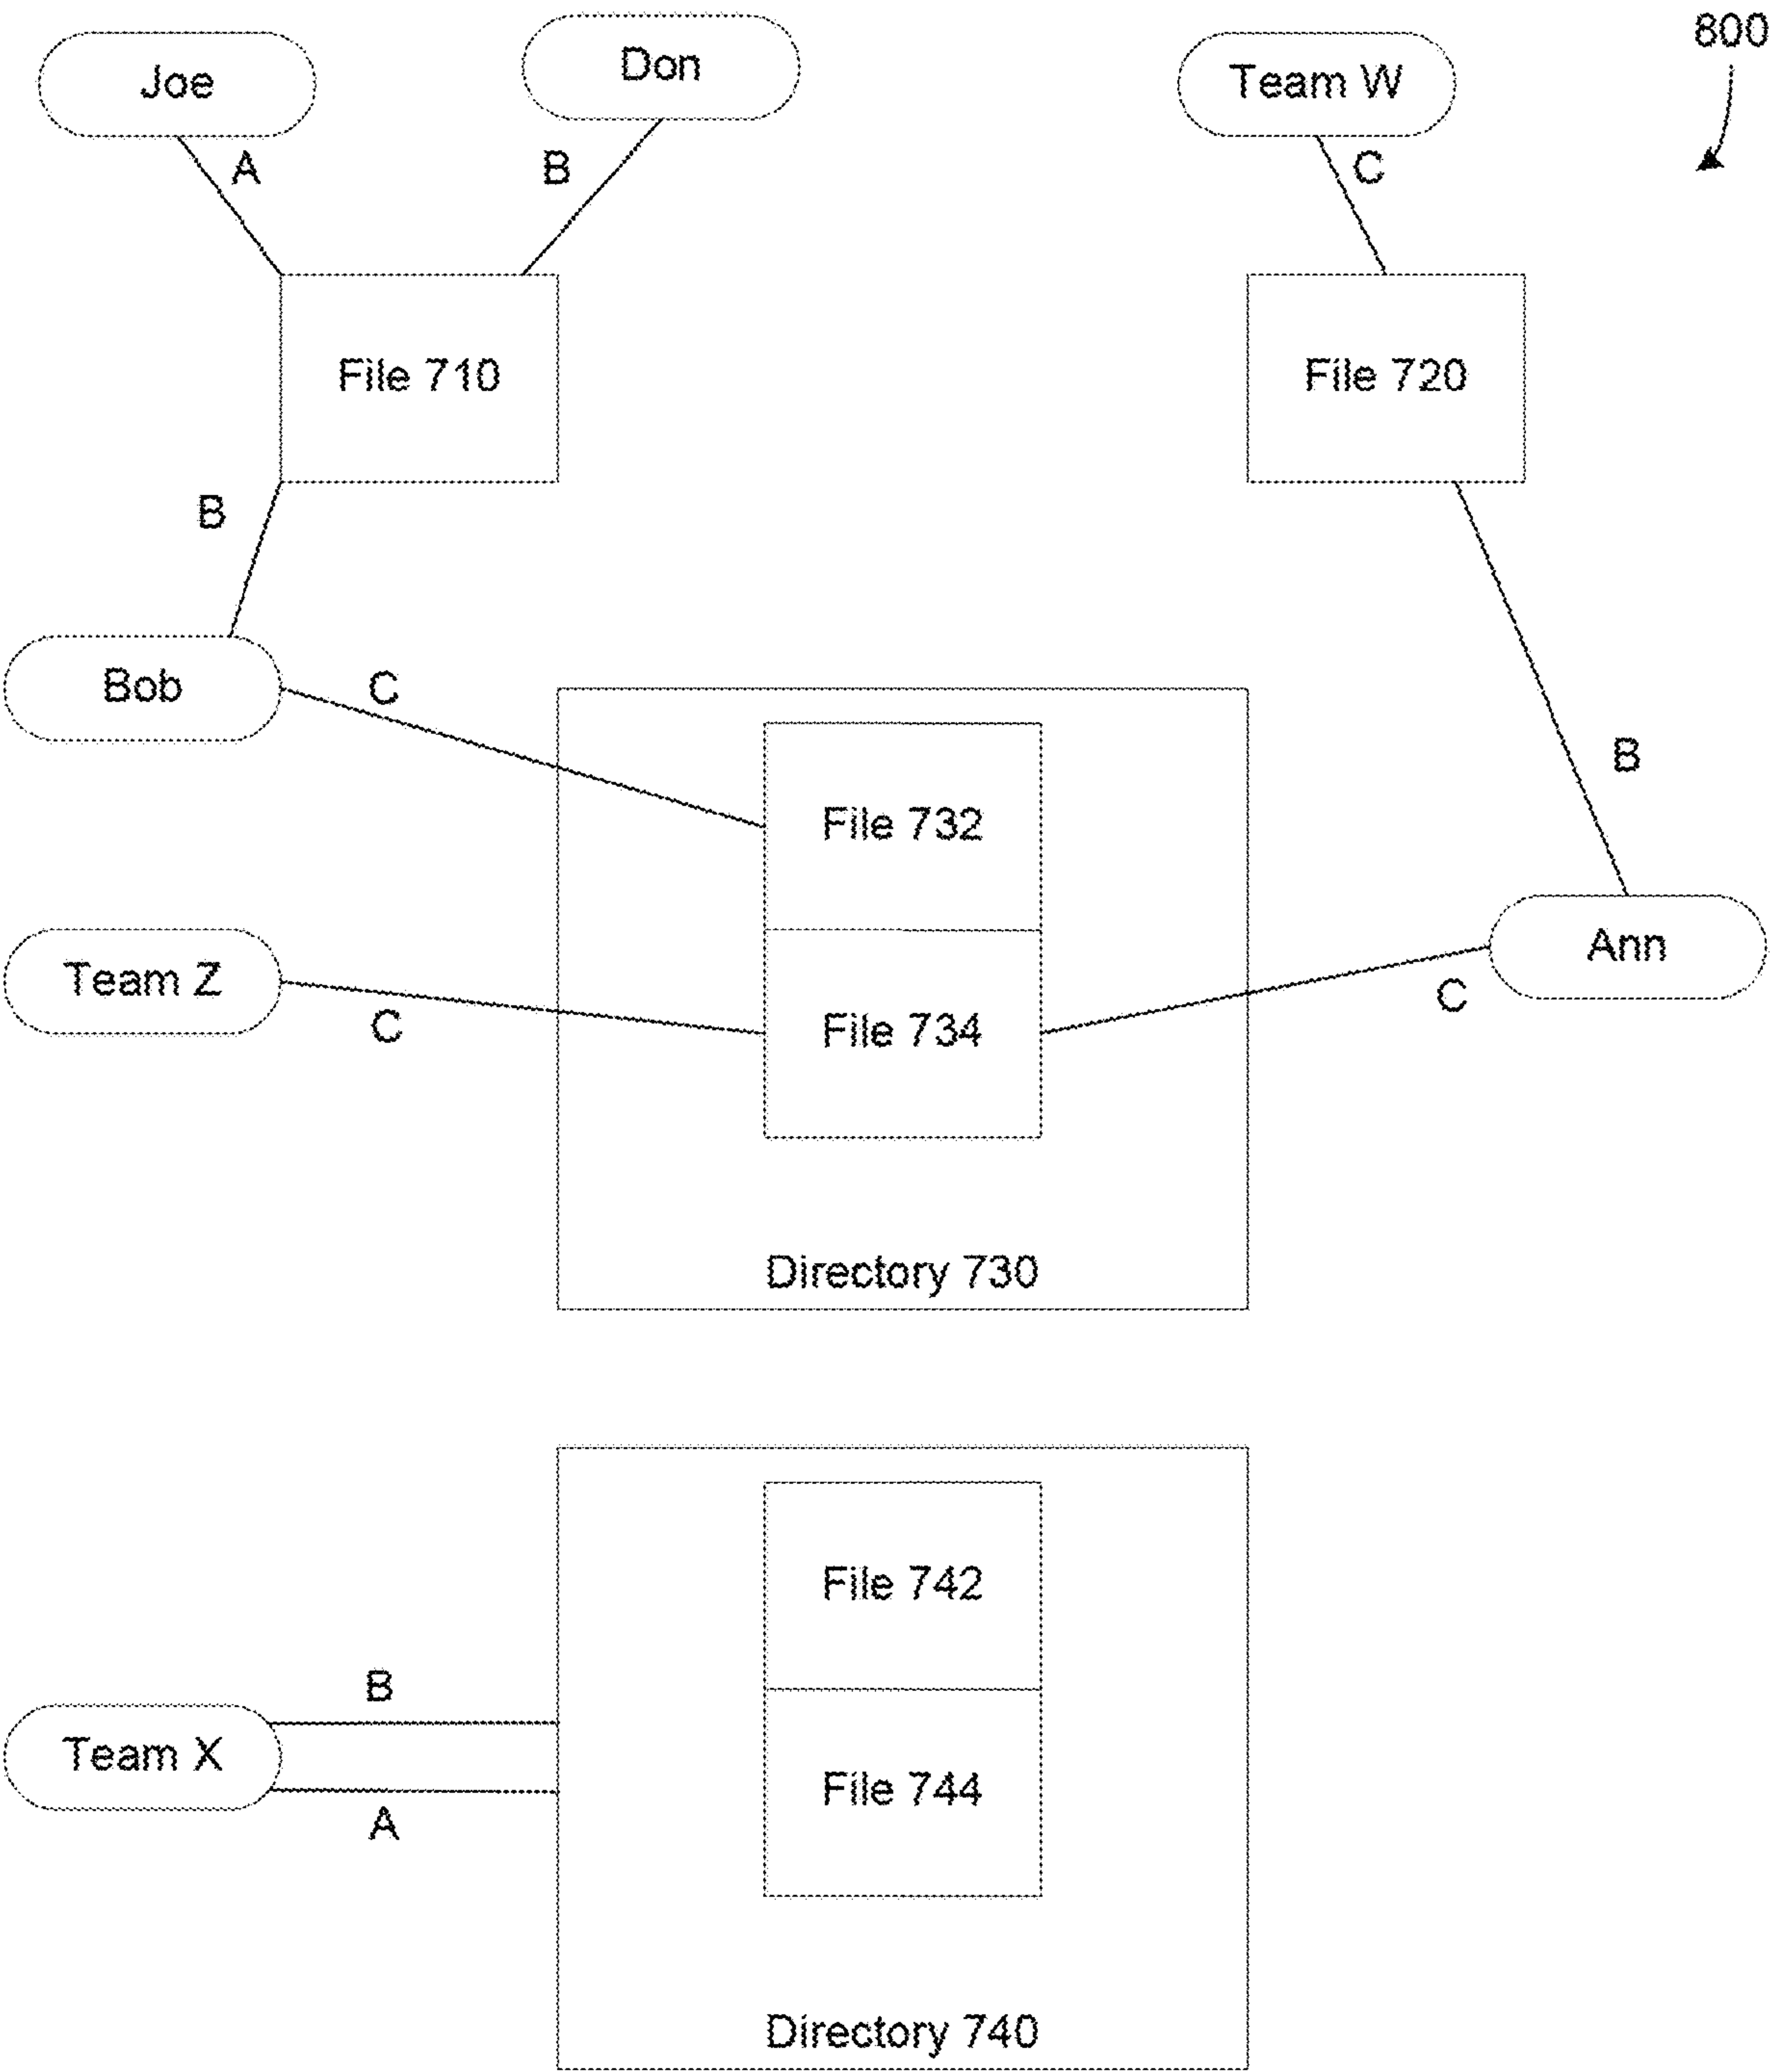 800
Joe
Don
Team W
A
B
C
File 710
File 720
B
Bob
C
B
File 732
Ann
Team Z
C
File 734
C
Directory 730
File 742
B
Team X
File 744
A
Directory 740